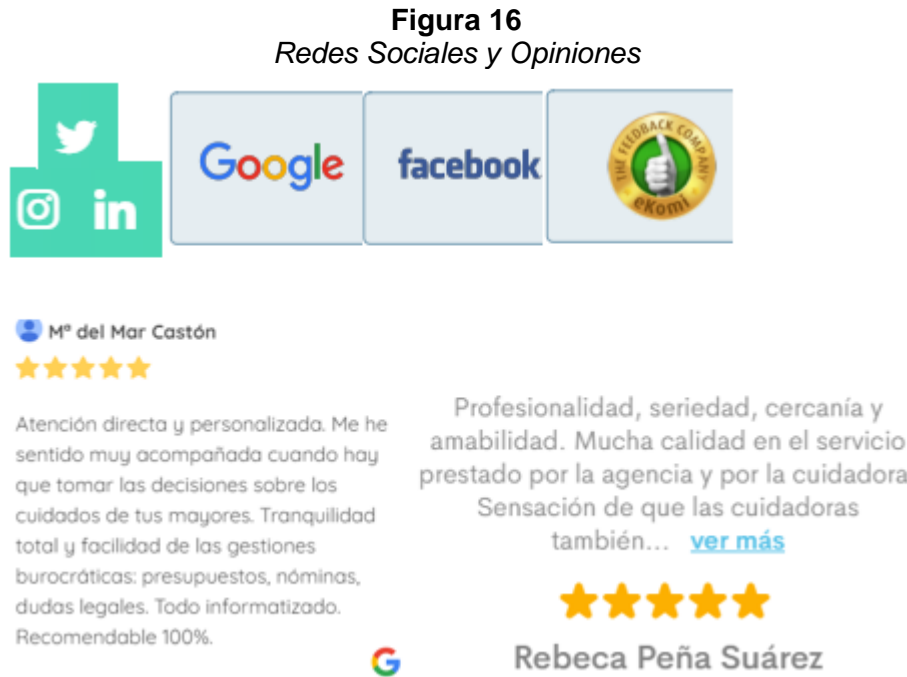 Figura 16
Redes Sociales y Opiniones
in
Google
facebook
THE FEEDBACK COMPANY
eKomi
Mª del Mar Castón
Atención directa y personalizada. Me he
sentido muy acompañada cuando hay
que tomar las decisiones sobre los
cuidados de tus mayores. Tranquilidad
total y facilidad de las gestiones
burocráticas: presupuestos, nóminas,
dudas legales. Todo informatizado.
Recomendable 100%.
G
Profesionalidad, seriedad, cercanía y
amabilidad. Mucha calidad en el servicio
prestado por la agencia y por la cuidadora
Sensación de que las cuidadoras
también... ver más
Rebeca Peña Suárez